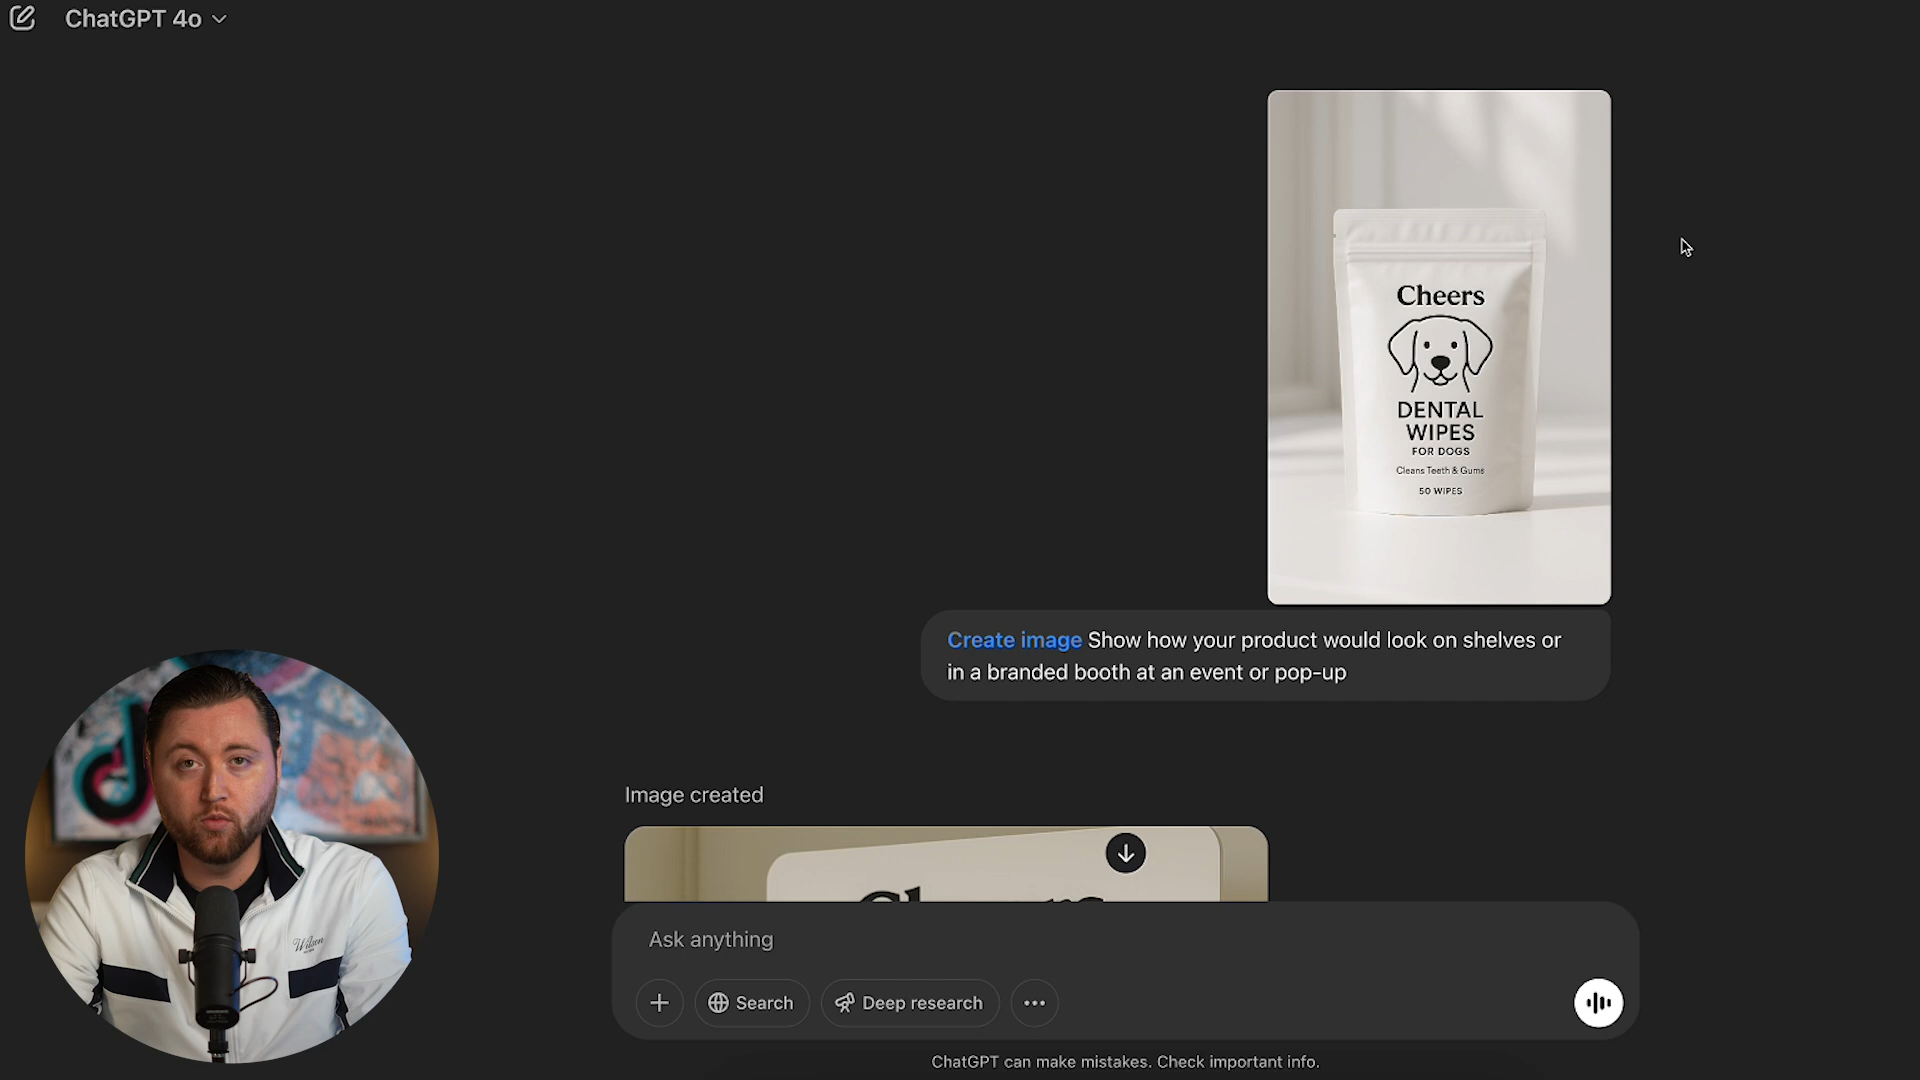 ChatGPT 4o
Cheers
DENTAL
WIPES
FOR DOGS
Cleans Teeth & Gums
50 WIPES
Create image Show how your product would look on shelves or
in a branded booth at an event or pop-up
Image created
Cheers
Wilson
Ask anything
Search
Deep research
ChatGPT can make mistakes. Check important info.